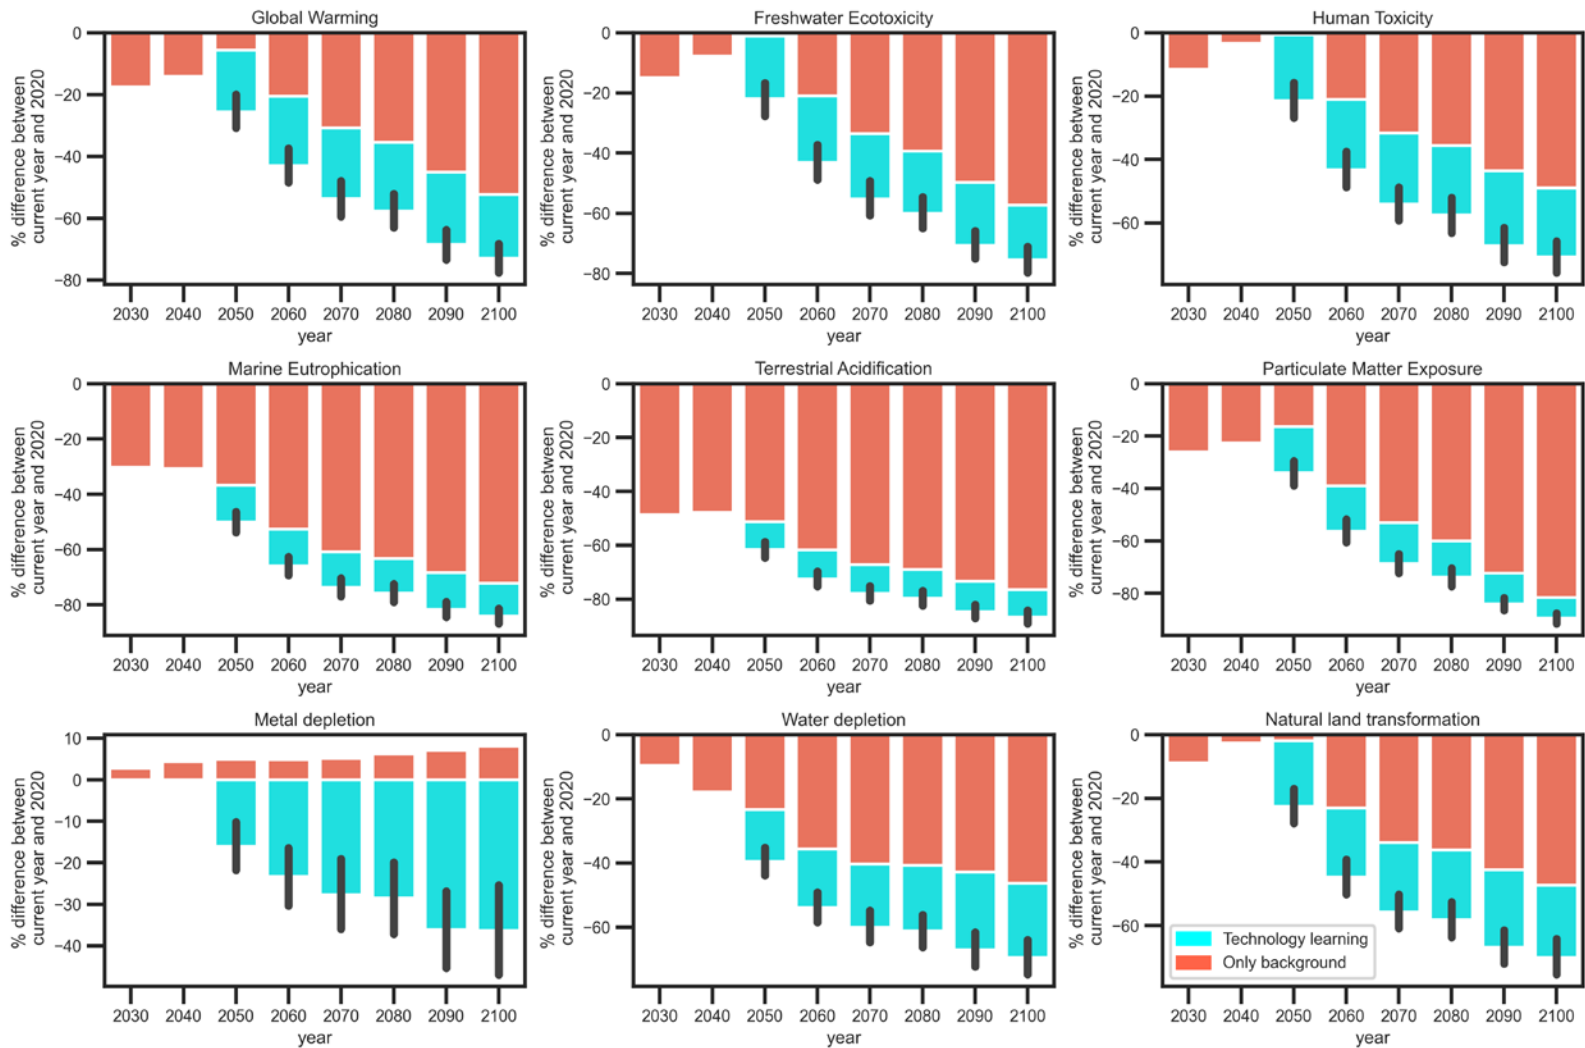 Global Warming
% difference between
current year and 2020
0
−20
−40
−60
−80
2030 2040 2050 2060 2070 2080 2090 2100
year
Freshwater Ecotoxicity
% difference between
current year and 2020
0
−20
−40
−60
−80
2030 2040 2050 2060 2070 2080 2090 2100
year
Human Toxicity
% difference between
current year and 2020
0
−20
−40
−60
2030 2040 2050 2060 2070 2080 2090 2100
year
Marine Eutrophication
% difference between
current year and 2020
0
−20
−40
−60
−80
2030 2040 2050 2060 2070 2080 2090 2100
year
Terrestrial Acidification
% difference between
current year and 2020
0
−20
−40
−60
−80
2030 2040 2050 2060 2070 2080 2090 2100
year
Particulate Matter Exposure
% difference between
current year and 2020
0
−20
−40
−60
−80
2030 2040 2050 2060 2070 2080 2090 2100
year
Metal depletion
% difference between
current year and 2020
10
0
−10
−20
−30
−40
2030 2040 2050 2060 2070 2080 2090 2100
year
Water depletion
% difference between
current year and 2020
0
−20
−40
−60
2030 2040 2050 2060 2070 2080 2090 2100
year
Natural land transformation
% difference between
current year and 2020
0
−20
−40
−60
Technology learning
Only background
2030 2040 2050 2060 2070 2080 2090 2100
year